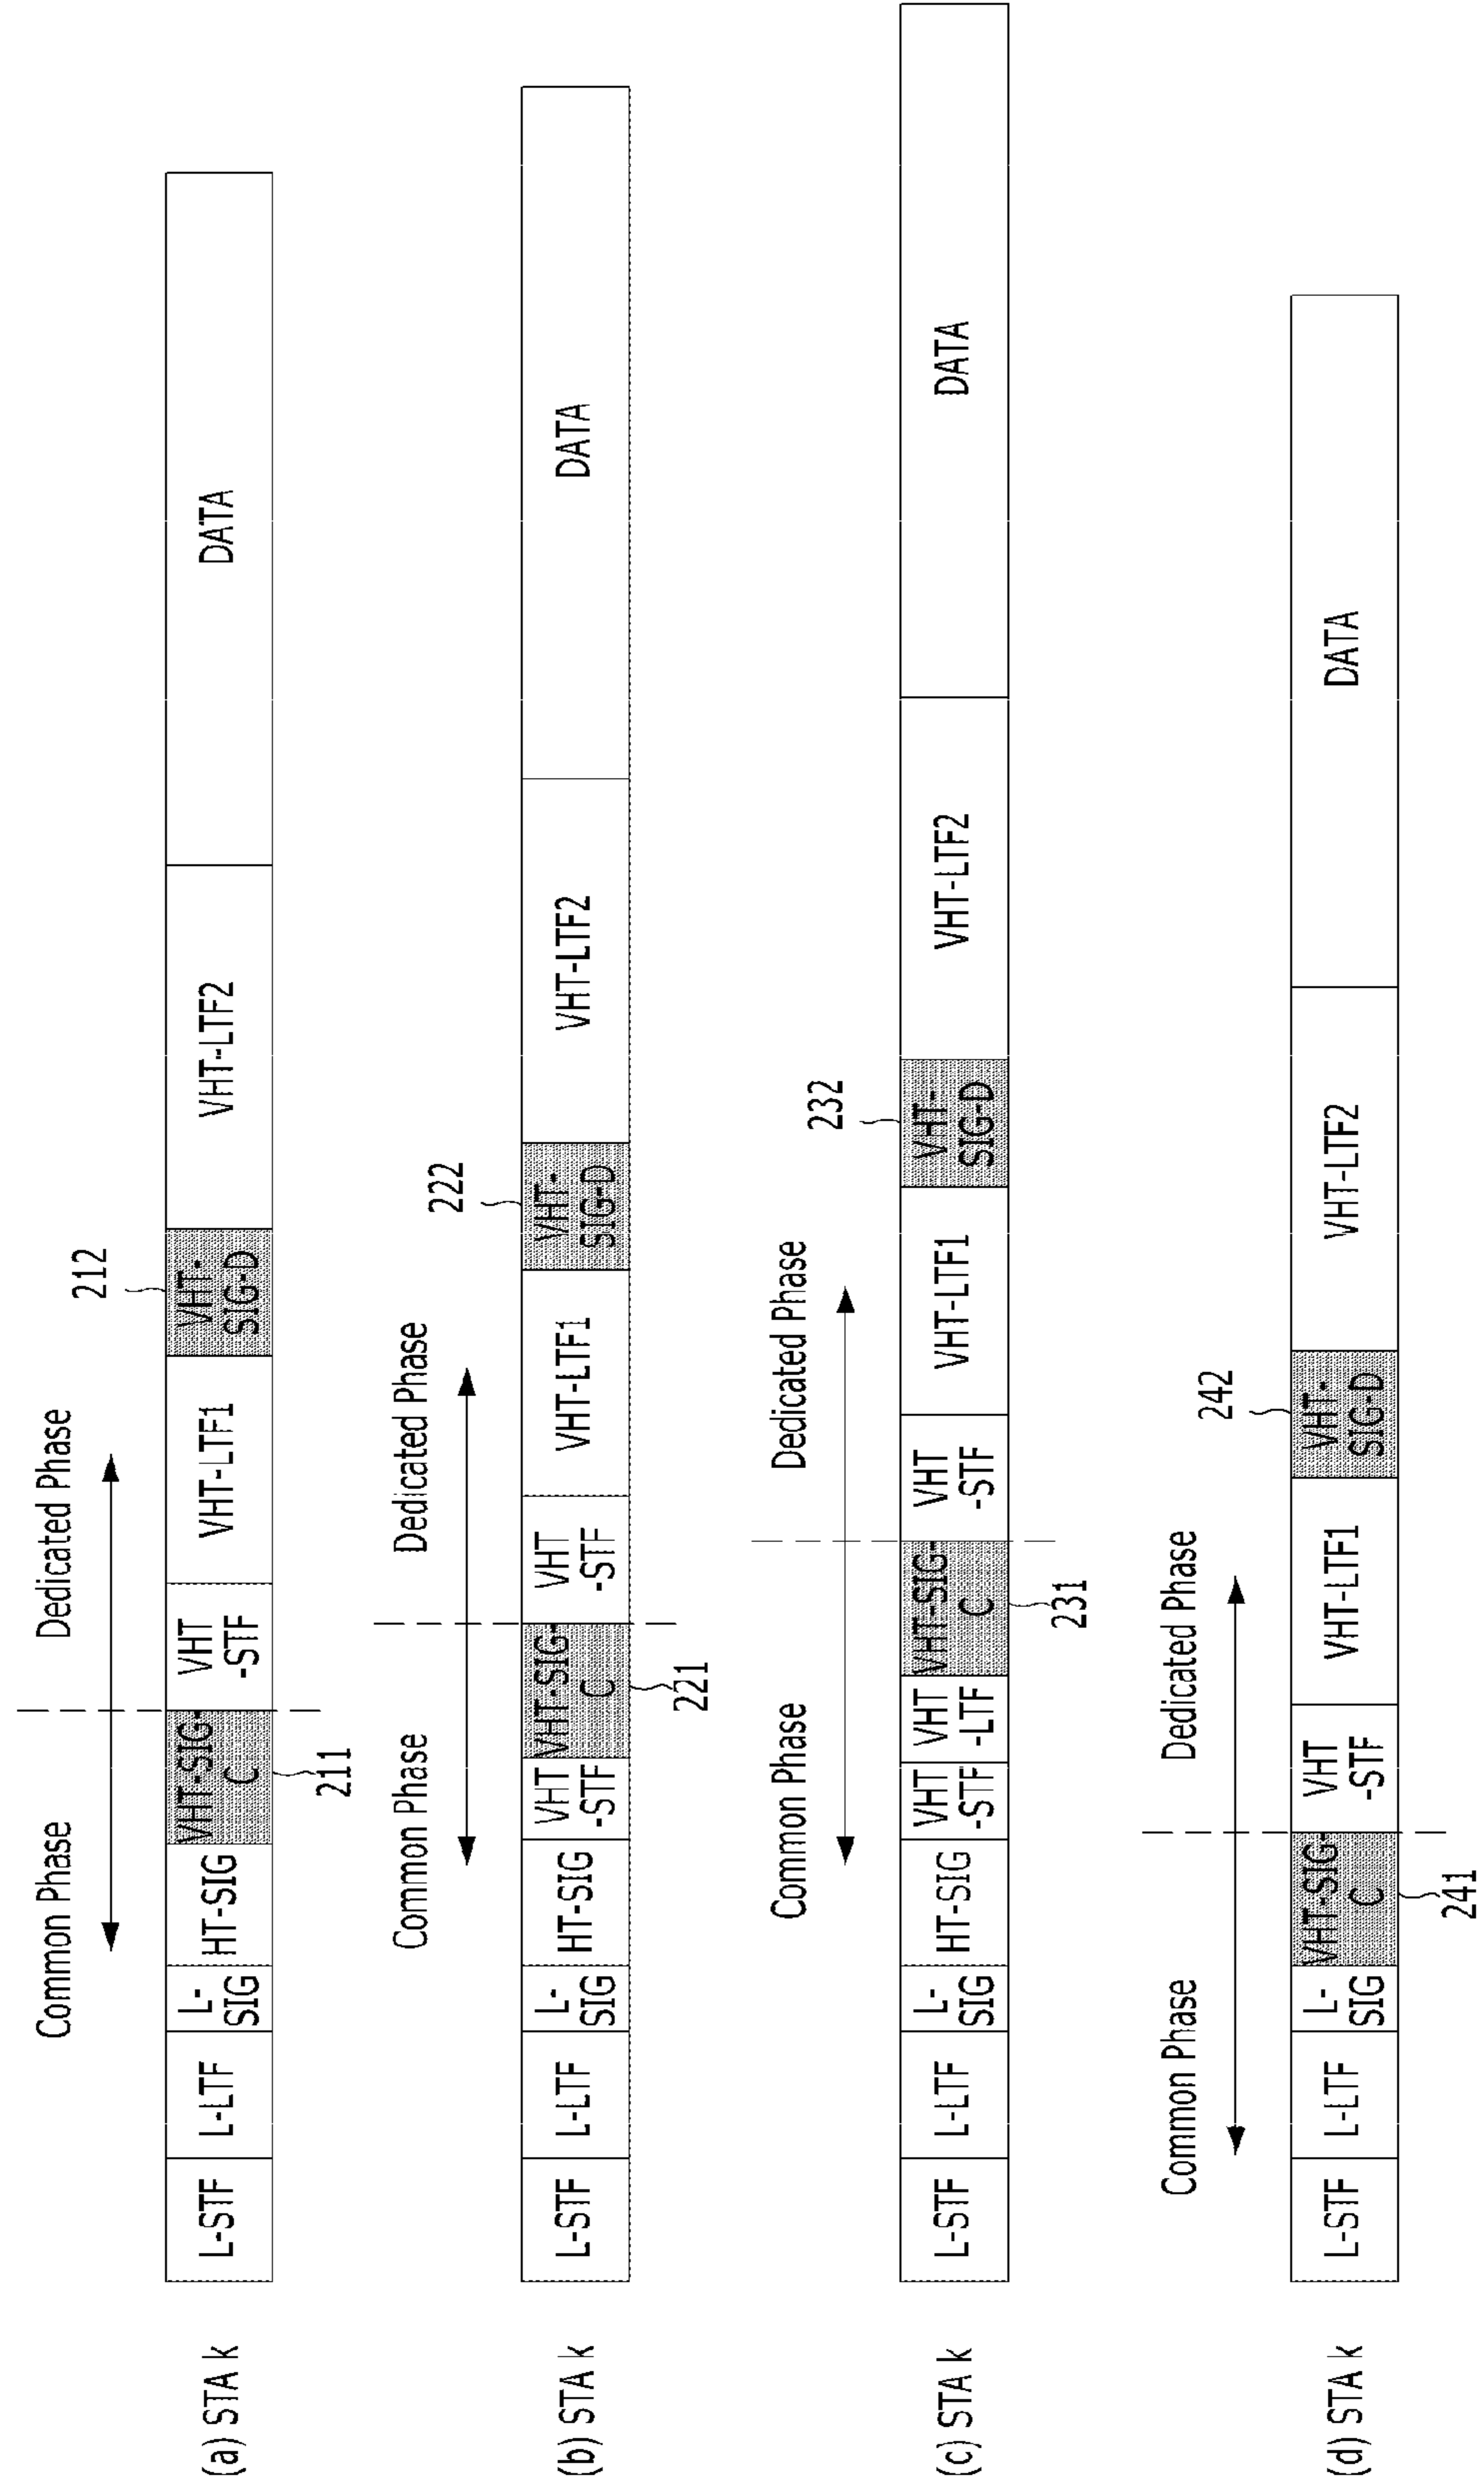 Common Phase
Dedicated Phase
212
(a) STA k
L-STF
L-LTF
L-
SIG
HT-SIG
VHT-SIG-
C
VHT
-STF
VHT-LTF1
VHT-
SIG-D
VHT-LTF2
DATA
211
Common Phase
Dedicated Phase
222
(b) STA k
L-STF
L-LTF
L-
SIG
HT-SIG
VHT
-STF
VHT-SIG-
C
VHT
-STF
VHT-LTF1
VHT-
SIG-D
VHT-LTF2
DATA
221
Common Phase
Dedicated Phase
232
(c) STA k
L-STF
L-LTF
L-
SIG
HT-SIG
VHT
-STF
VHT
-LTF
VHT-SIG-
C
VHT
-STF
VHT-LTF1
VHT-
SIG-D
VHT-LTF2
DATA
231
Common Phase
Dedicated Phase
242
(d) STA k
L-STF
L-LTF
L-
SIG
VHT-SIG-
C
VHT
-STF
VHT-LTF1
VHT-
SIG-D
VHT-LTF2
DATA
241